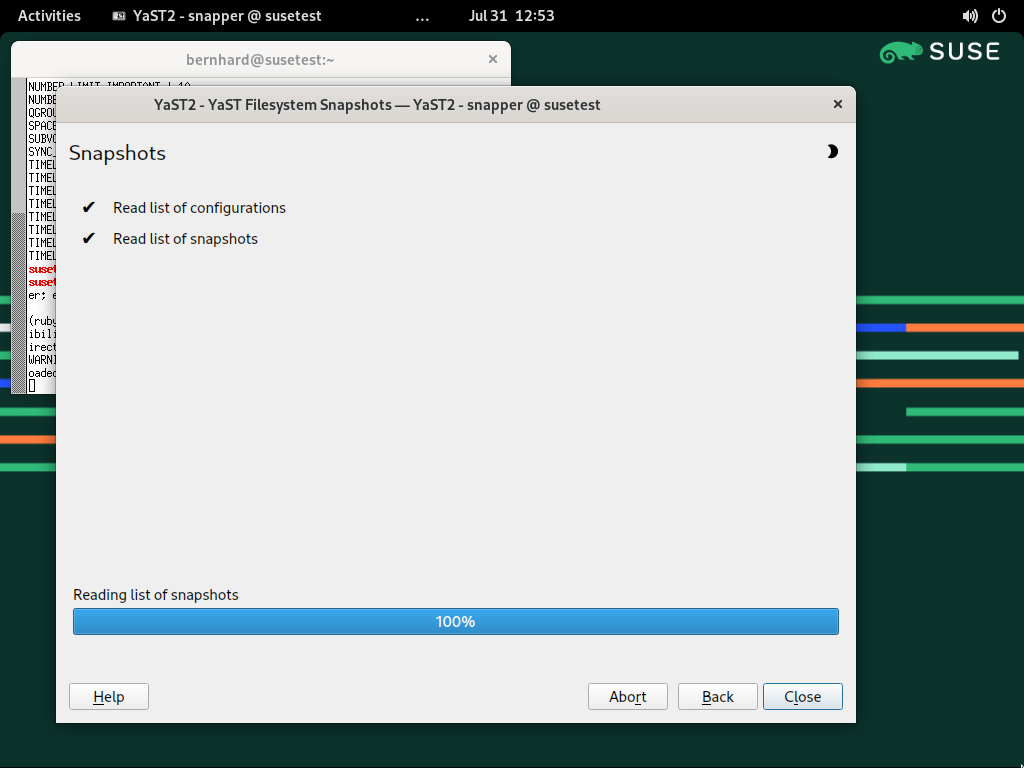 Activities YaST2 - snapper @ susetest ... Jul 31 12:53
SUSE
bernhard@susetest:~
NUMBER_LIMIT_IMPORTANT | 10
NUMBE
QGROU
SPACE
SUBVO
SYNC_
TIMEL
TIMEL
TIMEL
TIMEL
TIMEL
TIMEL
TIMEL
TIMEL
suset
suset
er; e
(ruby
ibili
irect
WARNI
oaded
YaST2 - YaST Filesystem Snapshots — YaST2 - snapper @ susetest
Snapshots
✔ Read list of configurations
✔ Read list of snapshots
Reading list of snapshots
100%
Help Abort Back Close